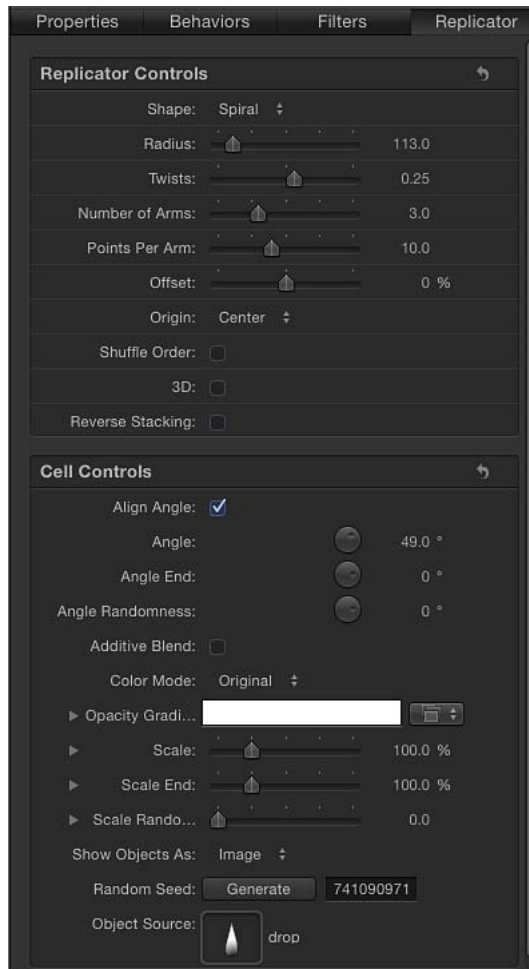 Properties Behaviors Filters Replicator
Replicator Controls
Shape: Spiral
Radius: 113.0
Twists: 0.25
Number of Arms: 3.0
Points Per Arm: 10.0
Offset: 0 %
Origin: Center
Shuffle Order:
3D:
Reverse Stacking:
Cell Controls
Align Angle:
Angle: 49.0 °
Angle End: 0 °
Angle Randomness: 0 °
Additive Blend:
Color Mode: Original
Opacity Gradi...
Scale: 100.0 %
Scale End: 100.0 %
Scale Rando... 0.0
Show Objects As: Image
Random Seed: Generate 741090971
Object Source: drop